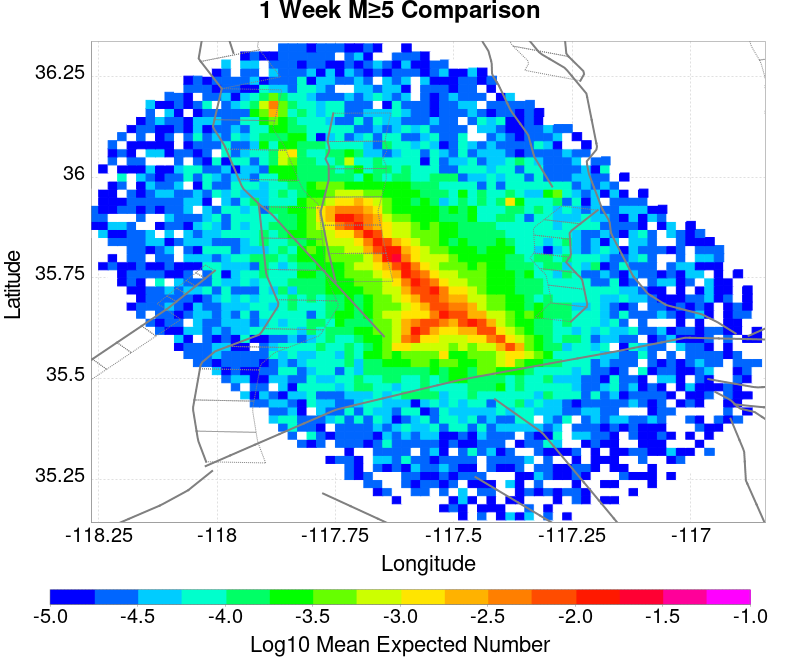 1 Week M≥5 Comparison
36.25
36
35.75
35.5
35.25
Latitude
-118.25 -118 -117.75 -117.5 -117.25 -117
Longitude
-5.0 -4.5 -4.0 -3.5 -3.0 -2.5 -2.0 -1.5 -1.0
Log10 Mean Expected Number